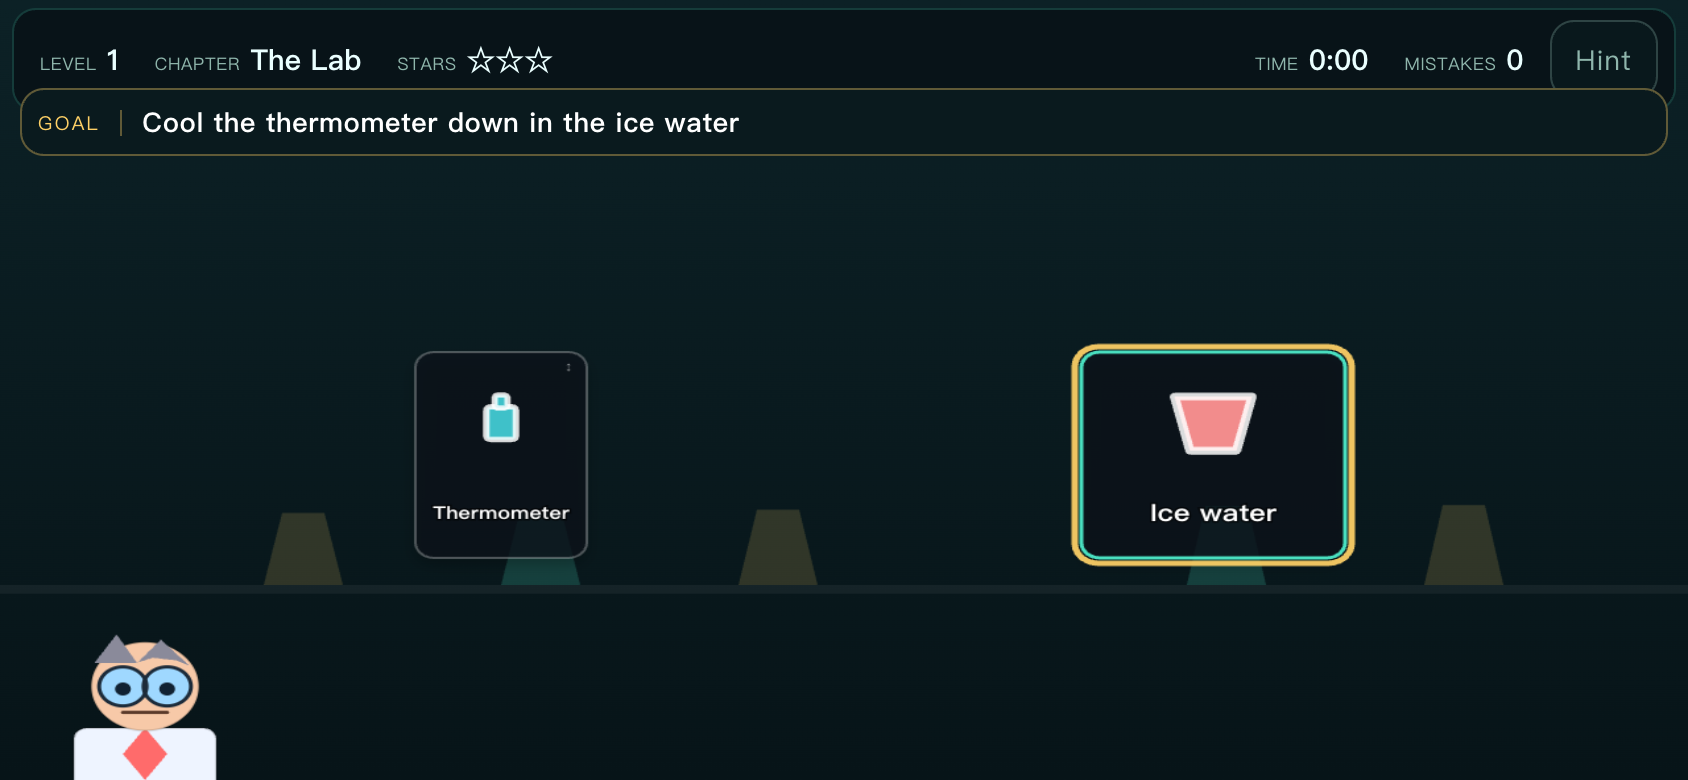 LEVEL 1 CHAPTER The Lab STARS ☆☆☆ TIME 0:00 MISTAKES 0 Hint
GOAL Cool the thermometer down in the ice water
Thermometer
Ice water